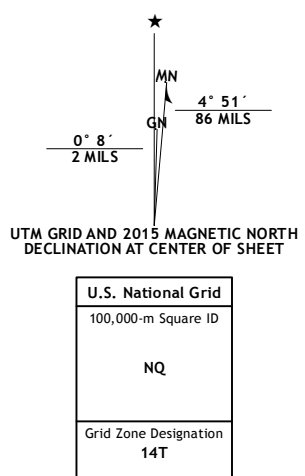 ★
MN
GN
4° 51´
86 MILS
0° 8´
2 MILS
UTM GRID AND 2015 MAGNETIC NORTH
DECLINATION AT CENTER OF SHEET
U.S. National Grid
100,000-m Square ID
NQ
Grid Zone Designation
14T